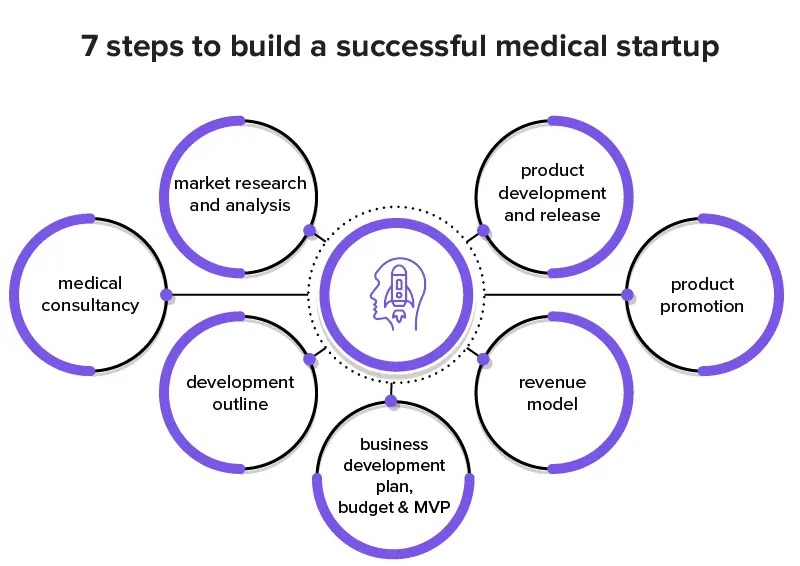 7 steps to build a successful medical startup
market research
and analysis
product
development
and release
medical
consultancy
product
promotion
development
outline
revenue
model
business
development
plan,
budget & MVP